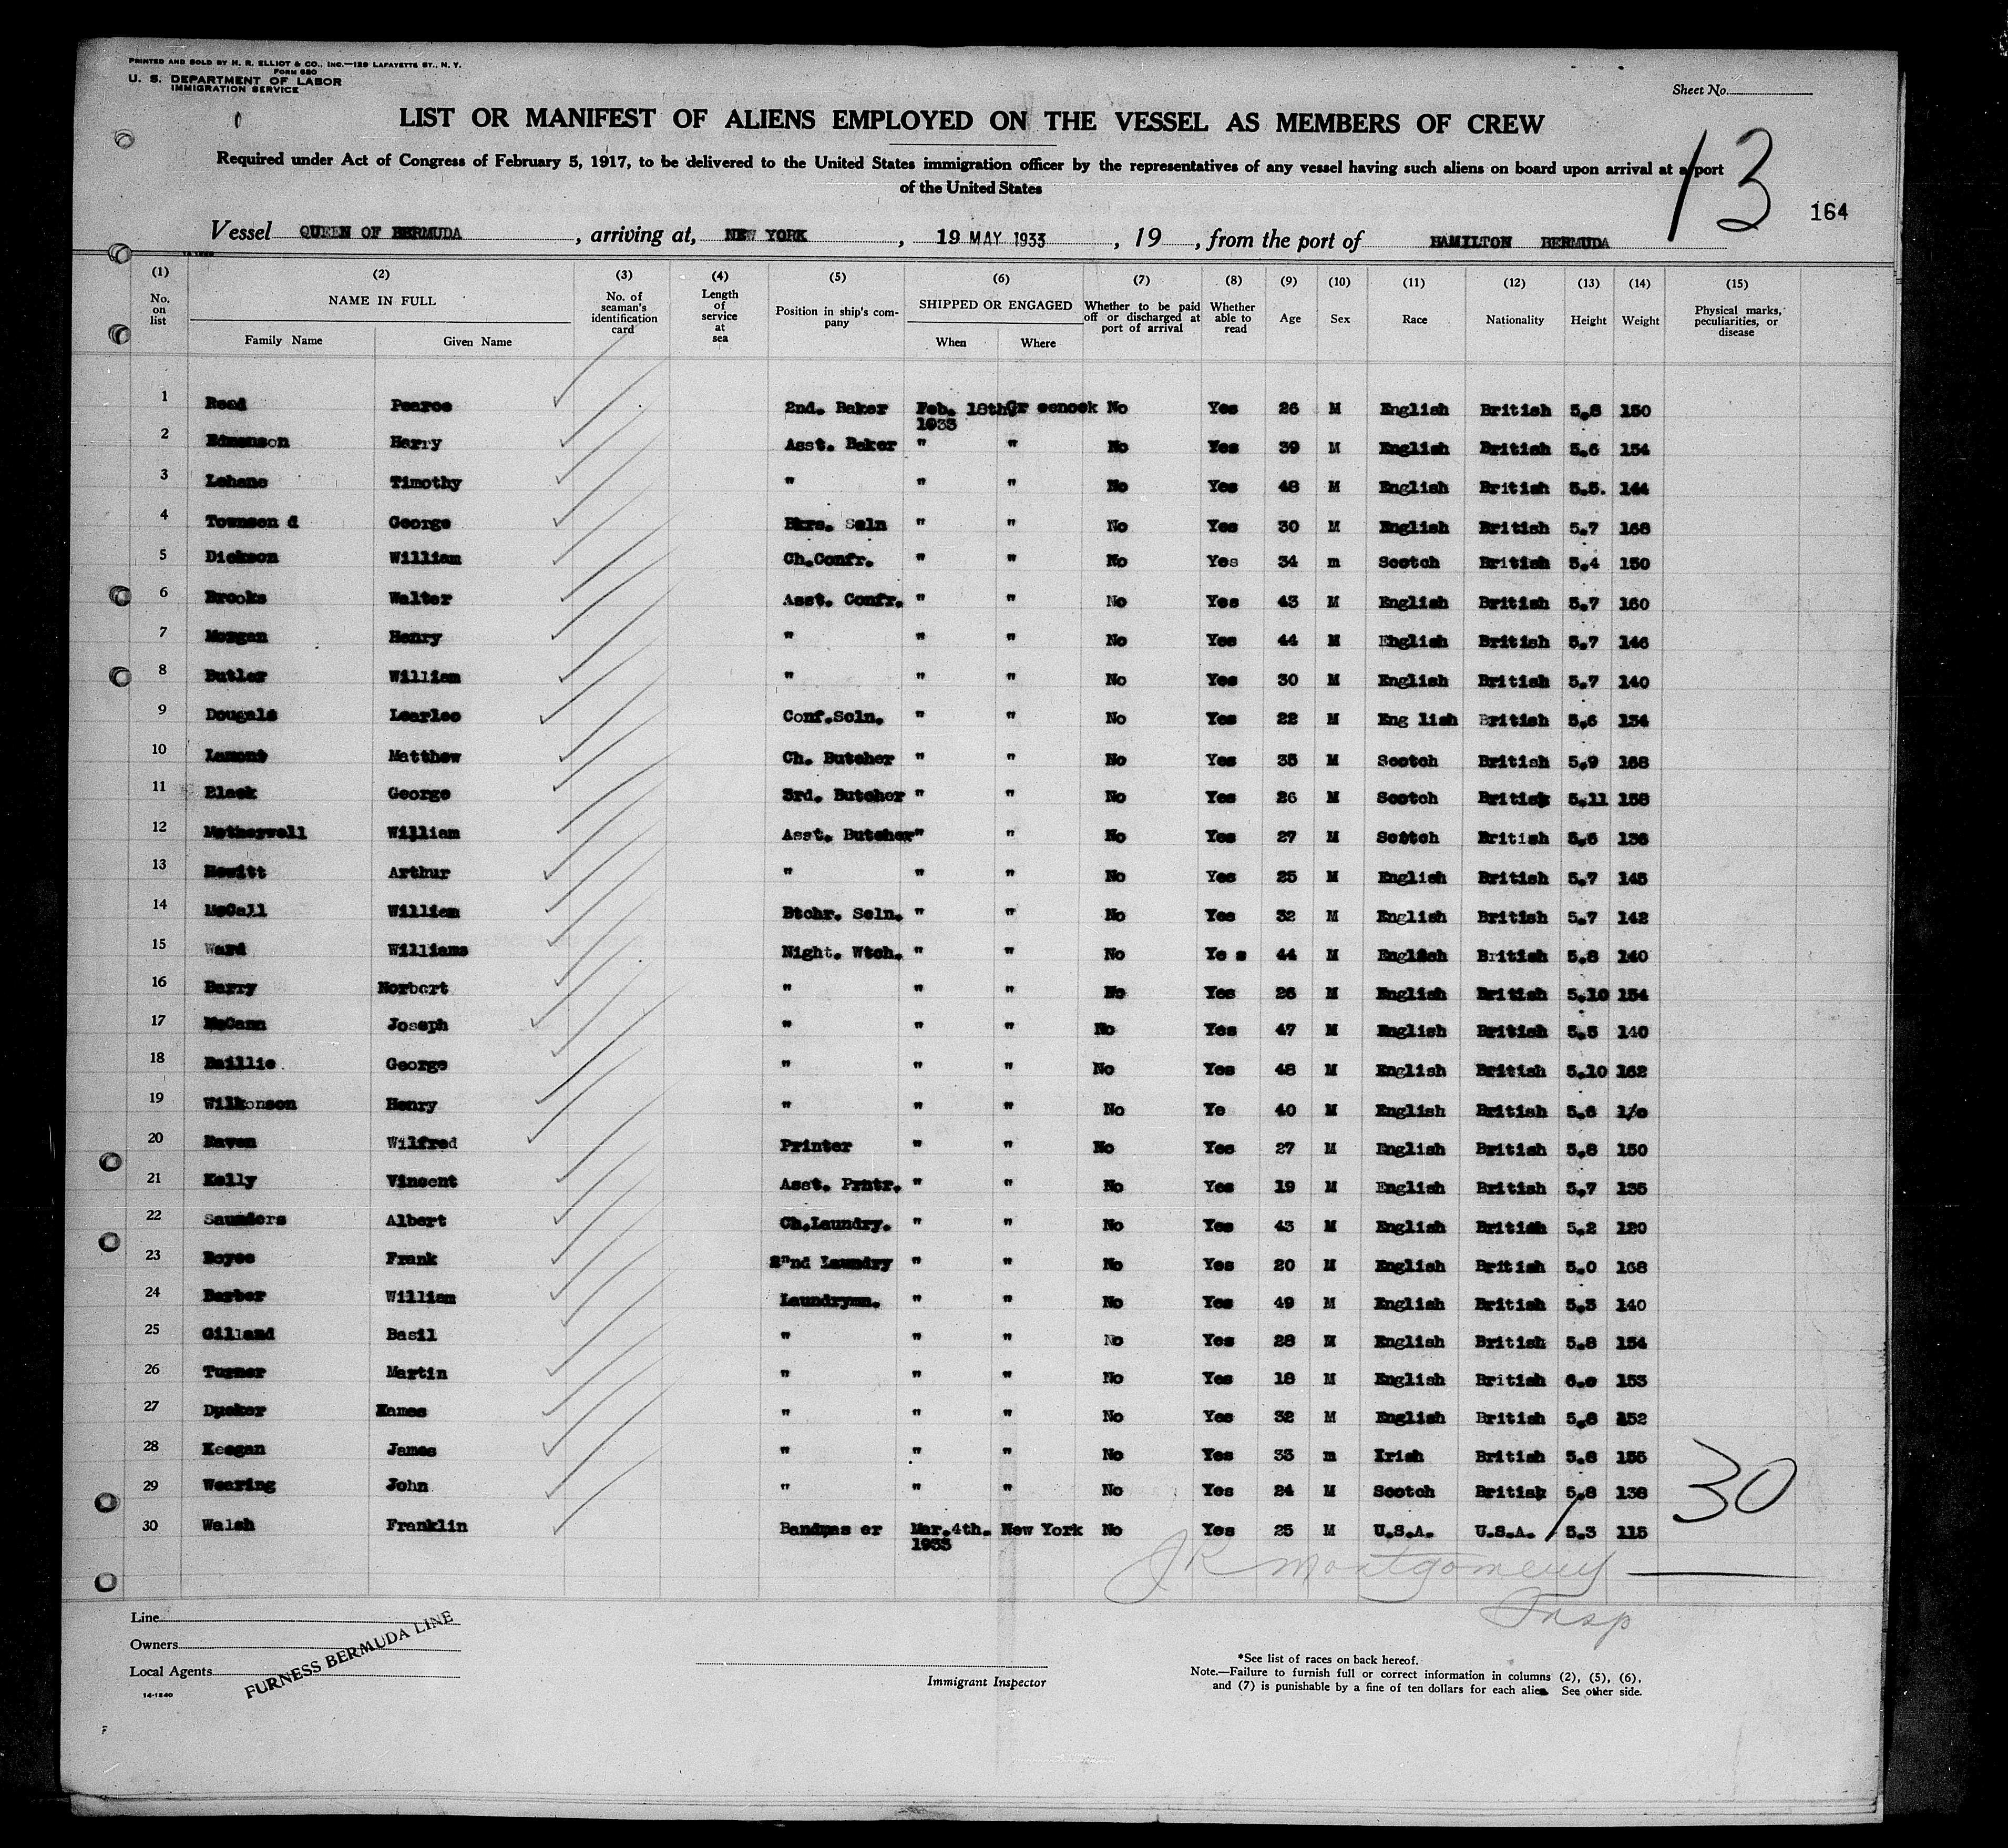 PRINTED AND SOLD BY H. R. ELLIOT & CO., INC.—129 LAFAYETTE ST., N. Y.
FORM 680
U. S. DEPARTMENT OF LABOR
IMMIGRATION SERVICE
Sheet No.
LIST OR MANIFEST OF ALIENS EMPLOYED ON THE VESSEL AS MEMBERS OF CREW
Required under Act of Congress of February 5, 1917, to be delivered to the United States immigration officer by the representatives of any vessel having such aliens on board upon arrival at a port
of the United States
13
164
Vessel QUEEN OF BERMUDA, arriving at, NEW YORK, 19 MAY 1933, 19, from the port of HAMILTON BERMUDA
(1) (2) (3) (4) (5) (6) (7) (8) (9) (10) (11) (12) (13) (14) (15)
No. on list NAME IN FULL Family Name Given Name No. of seaman's identification card Length of service at sea Position in ship's company SHIPPED OR ENGAGED When Where Whether to be paid off or discharged at port of arrival Whether able to read Age Sex Race Nationality Height Weight Physical marks, peculiarities, or disease
1 Read Pearce 2nd. Baker Feb. 18th 1933 Gr eenock No Yes 26 M English British 5.8 150
2 Edmenson Harry Asst. Baker " " No Yes 39 M English British 5.6 154
3 Lehane Timothy " " " No Yes 48 M English British 5.5. 144
4 Townsen d George Bkrs. Scln " " No Yes 30 M English British 5.7 168
5 Dickson William Ch.Confr. " " No Yes 34 m Scotch British 5.4 150
6 Brooks Walter Asst. Confr. " " No Yes 43 M English British 5.7 160
7 Morgan Henry " " " No Yes 44 M English British 5.7 146
8 Butler William " " " No Yes 30 M English British 5.7 140
9 Dougals Learlee Conf.Scln. " " No Yes 22 M Eng lish British 5.6 134
10 Lamont Matthew Ch. Butcher " " No Yes 35 M Scotch British 5.9 168
11 Black George 3rd. Butcher " " No Yes 26 M Scotch British 5.11 158
12 Motherwell William Asst. Butcher " " No Yes 27 M Scotch British 5.5 136
13 Hewitt Arthur " " " No Yes 25 M English British 5.7 145
14 McCall William Btchr. Scln. " " No Yes 32 M English British 5.7 142
15 Ward Williams Night. Wtch. " " No Ye s 44 M English British 5.8 140
16 Barry Norbert " " " No Yes 26 M English British 5.10 154
17 McCann Joseph " " " No Yes 47 M English British 5.5 140
18 Baillie George " " " No Yes 48 M English British 5.10 162
19 Wilkonson Henry " " " No Ye 40 M English British 5.6
20 Raven Wilfred Printer " " No Yes 27 M English British 5.8 150
21 Kelly Vincent Asst. Prntr. " " No Yes 19 M English British 5.7 135
22 Saunders Albert Ch.Laundry. " " No Yes 43 M English British 5.2 120
23 Boyce Frank 2"nd Laundry " " No Yes 20 M English British 5.0 168
24 Barber William Laundrymn. " " No Yes 49 M English British 5.3 140
25 Gilland Basil " " " No Yes 28 M English British 5.8 154
26 Turner Martin " " " No Yes 18 M English British 6.0 153
27 Ducker " " " No Yes 32 M English British 5.8 152
28 Keegan James " " " No Yes 33 m Irish British 5.8 155
29 Wearing John " " " No Yes 24 M Scotch British 5.8 138
30 Walsh Franklin Bandmas er Mar.4th. 1933 New York No Yes 25 M U.S.A. U.S.A. 5.3 115
30
JR Montgomery
Insp
Line
Owners
Local Agents
FURNESS BERMUDA LINE
14-1240
Immigrant Inspector
*See list of races on back hereof.
Note.—Failure to furnish full or correct information in columns (2), (5), (6),
and (7) is punishable by a fine of ten dollars for each alien. See other side.